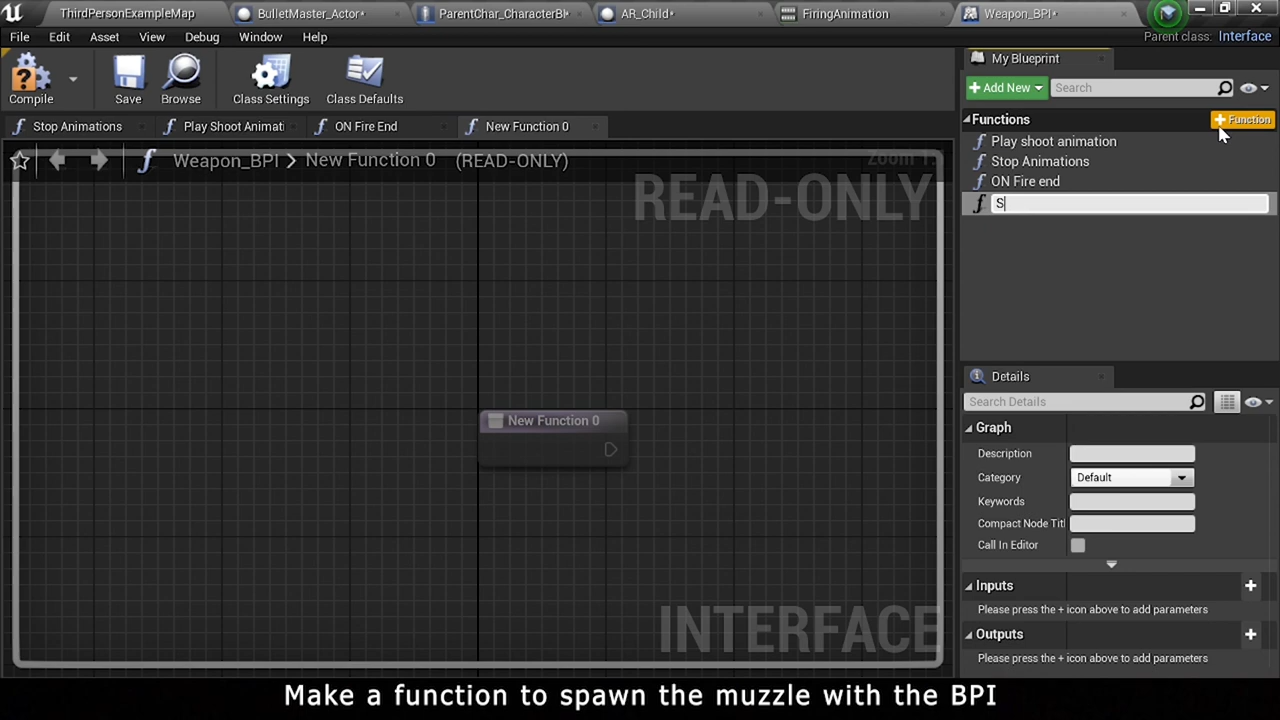 ThirdPersonExampleMap
BulletMaster_Actor*
ParentChar_CharacterBl*
AR_Child*
FiringAnimation
Weapon_BPI*
File Edit Asset View Window Debug Help
Parent class: Interface
Compile
Save
Browse
Class Settings
Class Defaults
My Blueprint
+ Add New
Search
Functions
+ Function
Stop Animations
Play Shoot Animati
ON Fire End
New Function 0
Play shoot animation
Stop Animations
ON Fire end
S
Weapon_BPI > New Function 0 (READ-ONLY)
READ-ONLY
New Function 0
INTERFACE
Details
Search Details
Graph
Description
Category Default
Keywords
Compact Node Titl
Call In Editor
Inputs
Please press the + icon above to add parameters
Outputs
Please press the + icon above to add parameters
Make a function to spawn the muzzle with the BPI